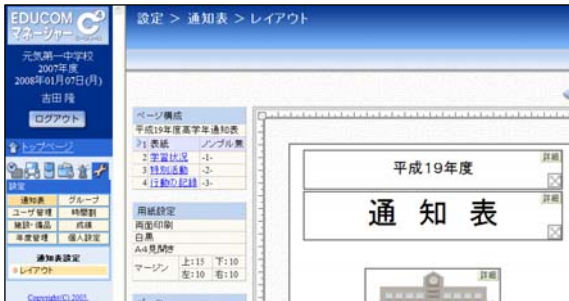 EDUCOM
マネージャー C4
設定 > 通知表 > レイアウト
元気第一中学校
2007年度
2008年01月07日(月)
吉田 隆
ログアウト
トップページ
設定
通知表 グループ
ユーザ管理 時間割
施設・備品 成績
年度管理 個人設定
通知表設定
レイアウト
Copyright(C) 2005,
ページ構成
平成19年度高学年通知表
1 表紙 ノンブル無
2 学習状況 -1-
3 特別活動 -2-
4 行動の記録 -3-
用紙設定
両面印刷
白黒
A4見開き
マージン 上:15 下:10
左:10 右:10
詳細
平成19年度
詳細
通 知 表
詳細